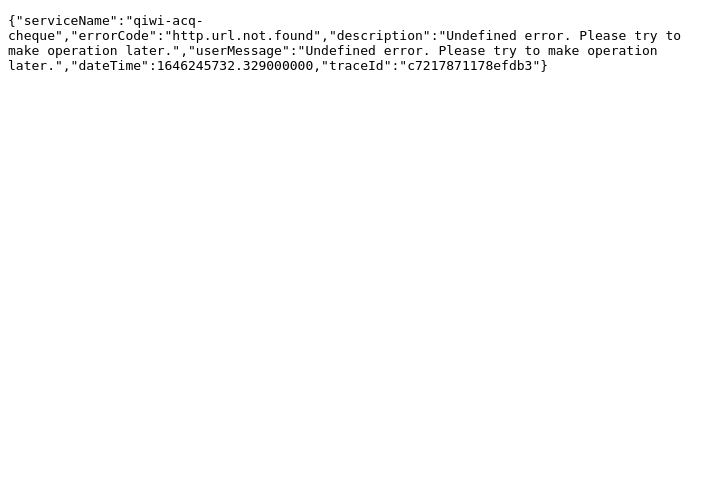 {"serviceName":"qiwi-acq-
cheque","errorCode":"http.url.not.found","description":"Undefined error. Please try to
make operation later.","userMessage":"Undefined error. Please try to make operation
later.","dateTime":1646245732.329000000,"traceId":"c7217871178efdb3"}